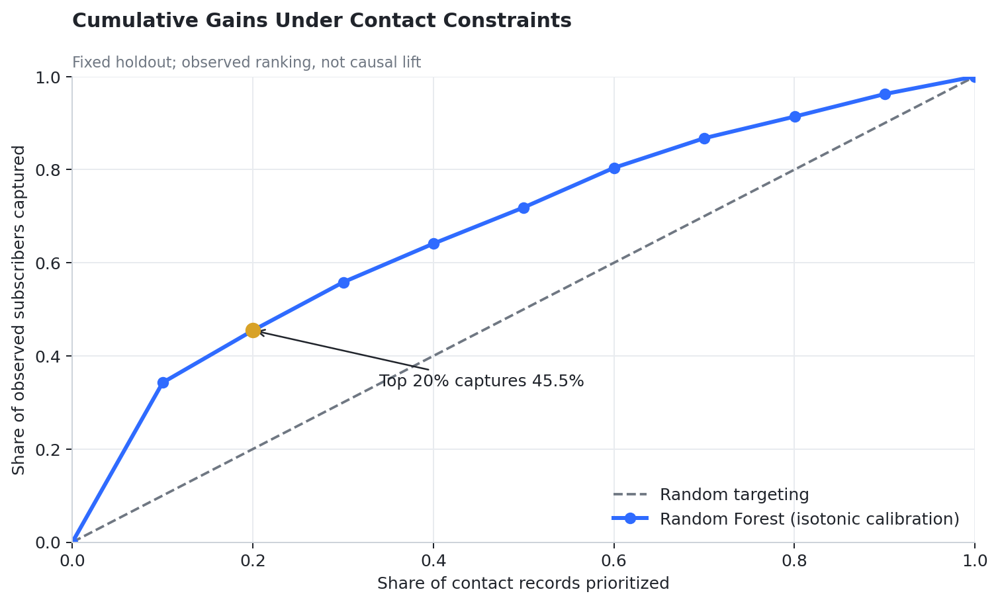 Cumulative Gains Under Contact Constraints
Fixed holdout; observed ranking, not causal lift
1.0
0.8
0.6
0.4
0.2
0.0
Share of observed subscribers captured
Top 20% captures 45.5%
Random targeting
Random Forest (isotonic calibration)
0.0 0.2 0.4 0.6 0.8 1.0
Share of contact records prioritized